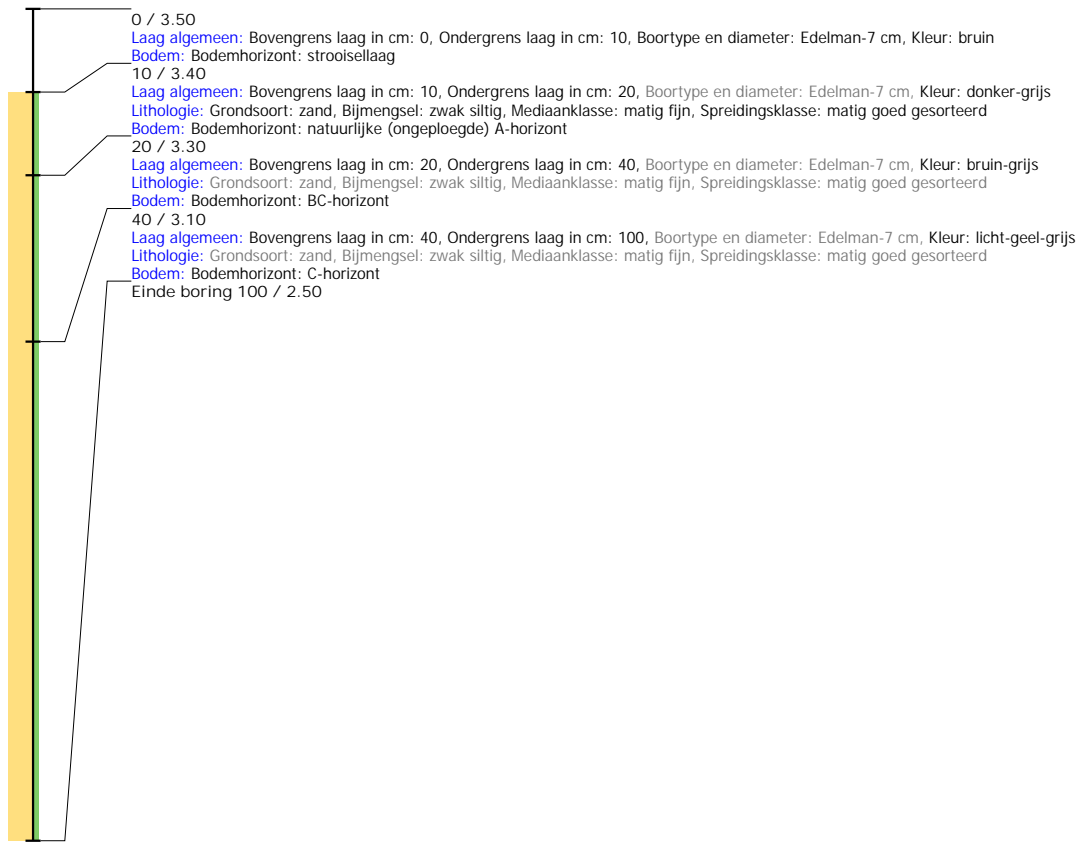 0 / 3.50
Laag algemeen: Bovengrens laag in cm: 0, Ondergrens laag in cm: 10, Boortype en diameter: Edelman-7 cm, Kleur: bruin
Bodem: Bodemhorizont: strooisellaag
10 / 3.40
Laag algemeen: Bovengrens laag in cm: 10, Ondergrens laag in cm: 20, Boortype en diameter: Edelman-7 cm, Kleur: donker-grijs
Lithologie: Grondsoort: zand, Bijmengsel: zwak siltig, Mediaanklasse: matig fijn, Spreidingsklasse: matig goed gesorteerd
Bodem: Bodemhorizont: natuurlijke (ongeploegde) A-horizont
20 / 3.30
Laag algemeen: Bovengrens laag in cm: 20, Ondergrens laag in cm: 40, Boortype en diameter: Edelman-7 cm, Kleur: bruin-grijs
Lithologie: Grondsoort: zand, Bijmengsel: zwak siltig, Mediaanklasse: matig fijn, Spreidingsklasse: matig goed gesorteerd
Bodem: Bodemhorizont: BC-horizont
40 / 3.10
Laag algemeen: Bovengrens laag in cm: 40, Ondergrens laag in cm: 100, Boortype en diameter: Edelman-7 cm, Kleur: licht-geel-grijs
Lithologie: Grondsoort: zand, Bijmengsel: zwak siltig, Mediaanklasse: matig fijn, Spreidingsklasse: matig goed gesorteerd
Bodem: Bodemhorizont: C-horizont
Einde boring 100 / 2.50